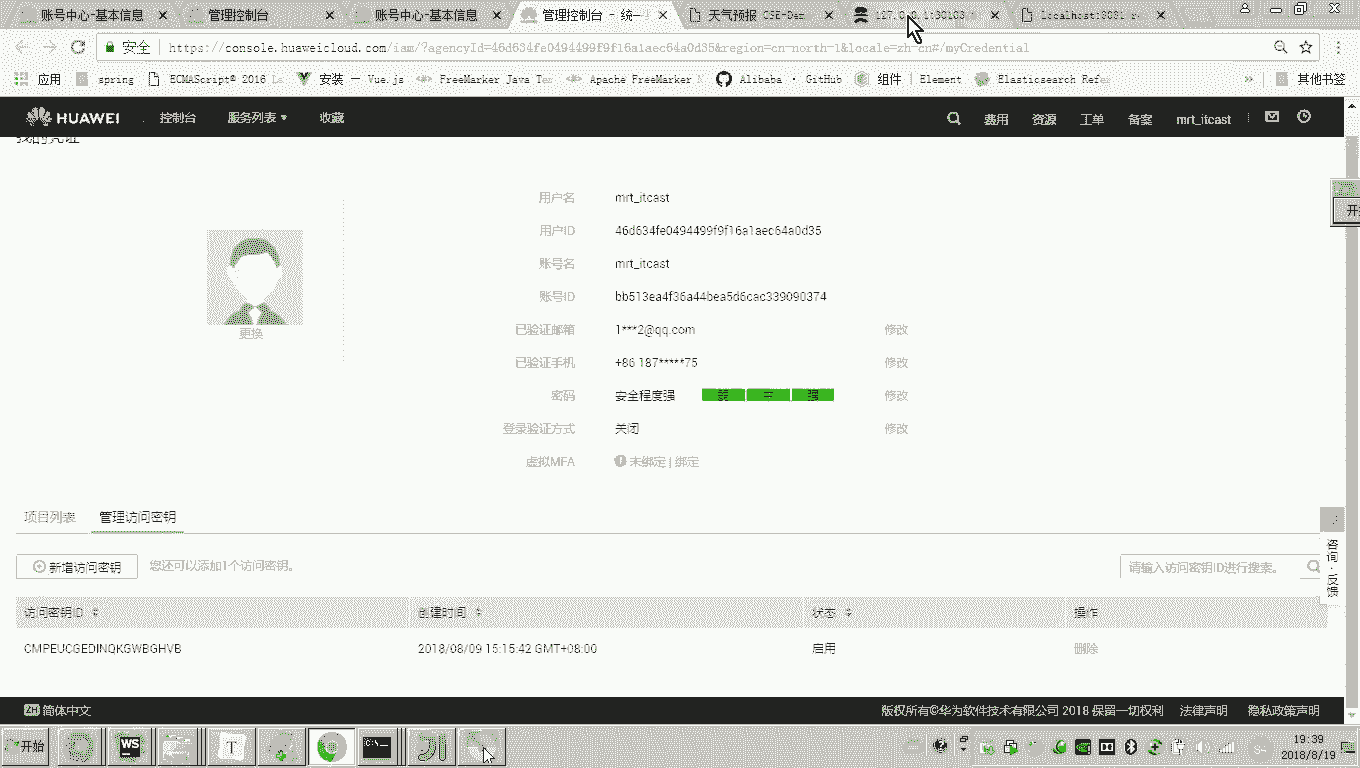 账号中心-基本信息 管理控制台 账号中心-基本信息 管理控制台 - 统一 天气预报 CSE-Dem 127.0.0.1:30103 localhost:8081
安全 https://console.huaweicloud.com/iam/?agencyId=46d634fe0494499f9f16a1aec64a0d35&region=cn-north-1&locale=zh-cn#/myCredential
应用 spring ECMAScript® 2016 安装 — Vue.js FreeMarker Java Tem Apache FreeMarker Alibaba · GitHub 组件 | Element Elasticsearch Refe » 其他书签
HUAWEI 控制台 服务列表 收藏 费用 资源 工单 备案 mrt_itcast
我的凭证
用户名 mrt_itcast
用户ID 46d634fe0494499f9f16a1aec64a0d35
账号名 mrt_itcast
账号ID bb513ea4f36a44bea5d6cac339090374
已验证邮箱 1***2@qq.com 修改
更换
已验证手机 +86 187*****75 修改
密码 安全程度强 弱 中 强 修改
登录验证方式 关闭 修改
虚拟MFA 未绑定 | 绑定
项目列表 管理访问密钥
新增访问密钥 您还可以添加1个访问密钥。 请输入访问密钥ID进行搜索。
咨询·反馈
访问密钥ID 创建时间 状态 操作
CMPEUCGEDINQKGWBGHVB 2018/08/09 15:15:42 GMT+08:00 启用 删除
ZH 简体中文 版权所有©华为软件技术有限公司 2018 保留一切权利 法律声明 隐私政策声明
开始 WS T 19:39
2018/8/19